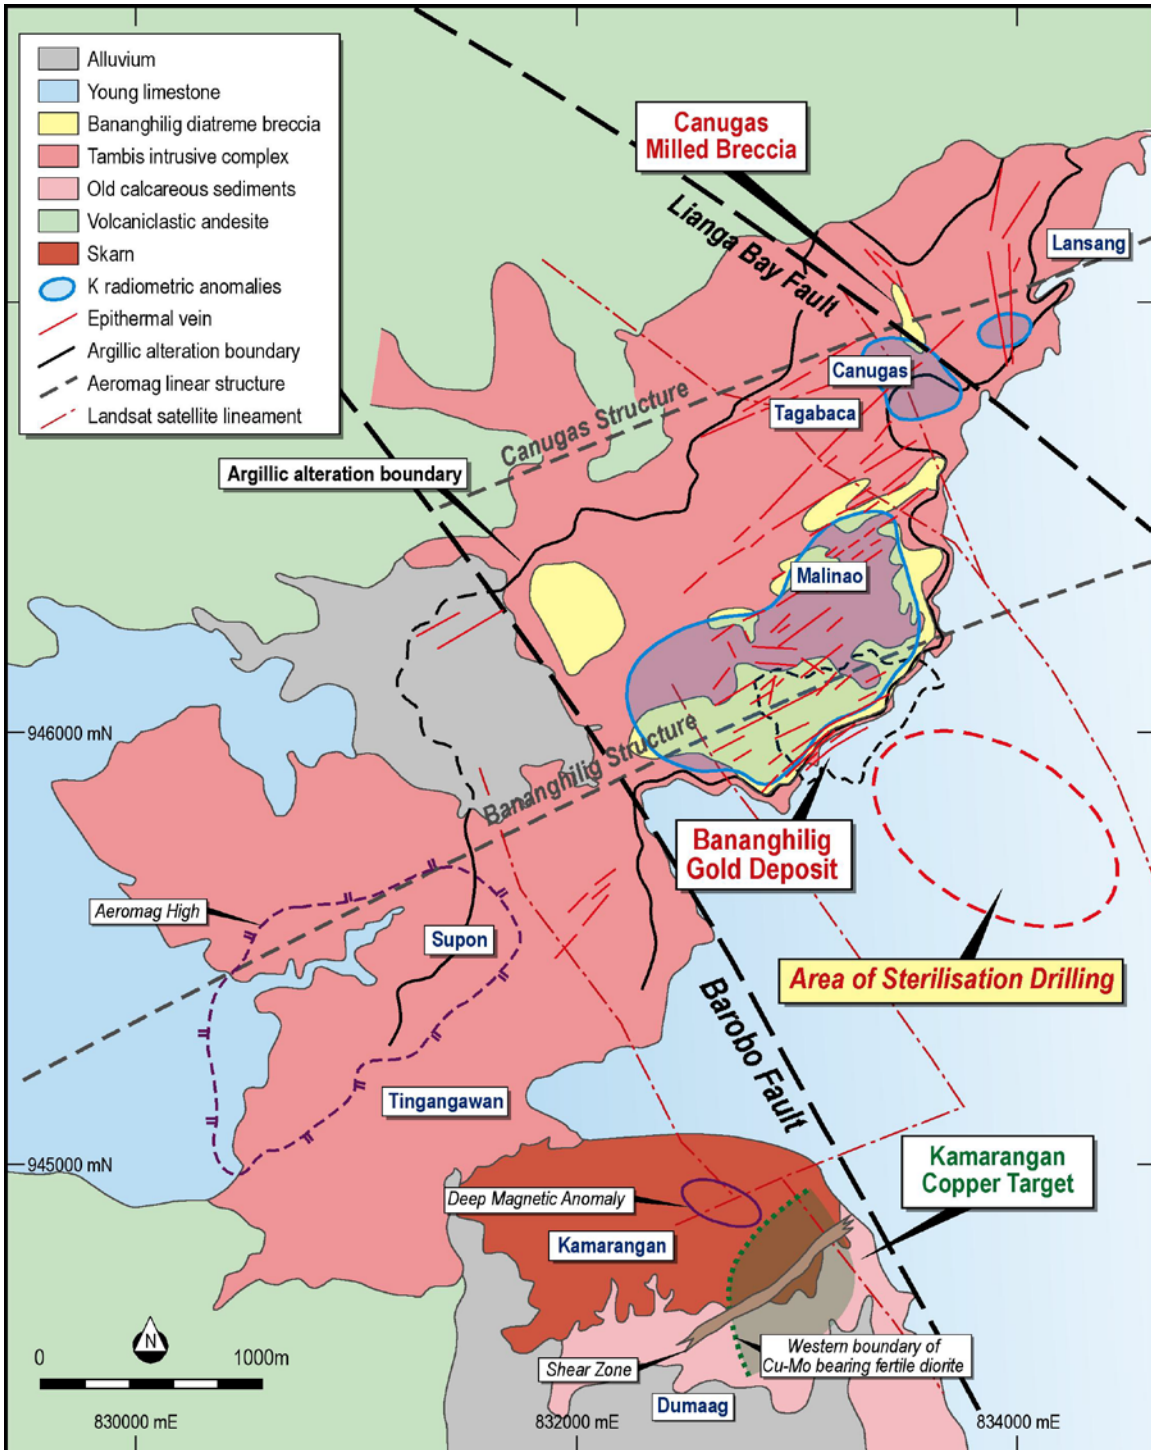 Alluvium
Young limestone
Bananghilig diatreme breccia
Tambis intrusive complex
Old calcareous sediments
Volcaniclastic andesite
Skarn
K radiometric anomalies
Epithermal vein
Argillic alteration boundary
Aeromag linear structure
Landsat satellite lineament
Canugas
Milled Breccia
Lianga Bay Fault
Lansang
Canugas
Tagabaca
Canugas Structure
Argillic alteration boundary
Malinao
946000 mN
Bananghilig Structure
Bananghilig
Gold Deposit
Aeromag High
Supon
Area of Sterilisation Drilling
Barobo Fault
Tingangawan
945000 mN
Kamarangan
Copper Target
Deep Magnetic Anomaly
Kamarangan
N
0 1000m
Shear Zone
Western boundary of
Cu-Mo bearing fertile diorite
Dumaag
830000 mE
832000 mE
834000 mE